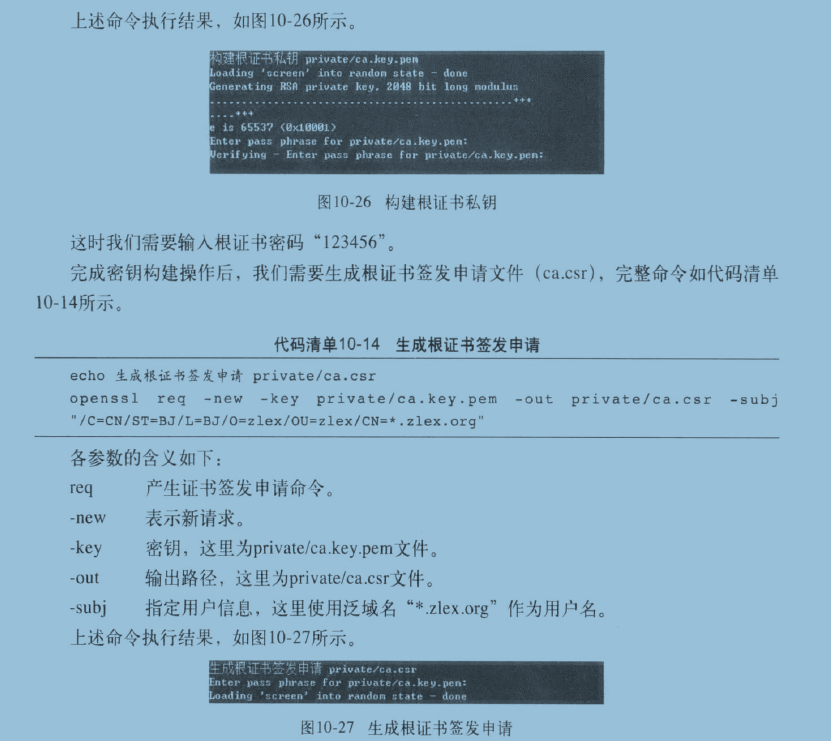 上述命令执行结果，如图10-26所示。
构建根证书私钥 private/ca.key.pem
Loading 'screen' into random state - done
Generating RSA private key, 2048 bit long modulus
................................................+++
....+++
e is 65537 (0x10001)
Enter pass phrase for private/ca.key.pem:
Verifying - Enter pass phrase for private/ca.key.pem:
图10-26 构建根证书私钥
这时我们需要输入根证书密码“123456”。
完成密钥构建操作后，我们需要生成根证书签发申请文件（ca.csr），完整命令如代码清单
10-14所示。
代码清单10-14 生成根证书签发申请
echo 生成根证书签发申请 private/ca.csr
openssl req -new -key private/ca.key.pem -out private/ca.csr -subj
"/C=CN/ST=BJ/L=BJ/O=zlex/OU=zlex/CN=*.zlex.org"
各参数的含义如下：
req 产生证书签发申请命令。
-new 表示新请求。
-key 密钥，这里为private/ca.key.pem文件。
-out 输出路径，这里为private/ca.csr文件。
-subj 指定用户信息，这里使用泛域名“*.zlex.org”作为用户名。
上述命令执行结果，如图10-27所示。
生成根证书签发申请 private/ca.csr
Enter pass phrase for private/ca.key.pem:
Loading 'screen' into random state - done
图10-27 生成根证书签发申请